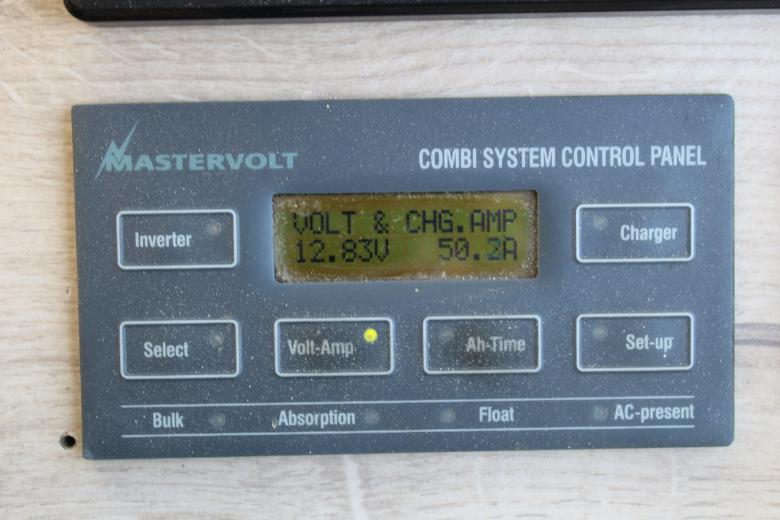 MASTERVOLT
COMBI SYSTEM CONTROL PANEL
VOLT & CHG.AMP
12.83V 50.2A
Inverter
Charger
Select
Volt-Amp
Ah-Time
Set-up
Bulk Absorption Float AC-present